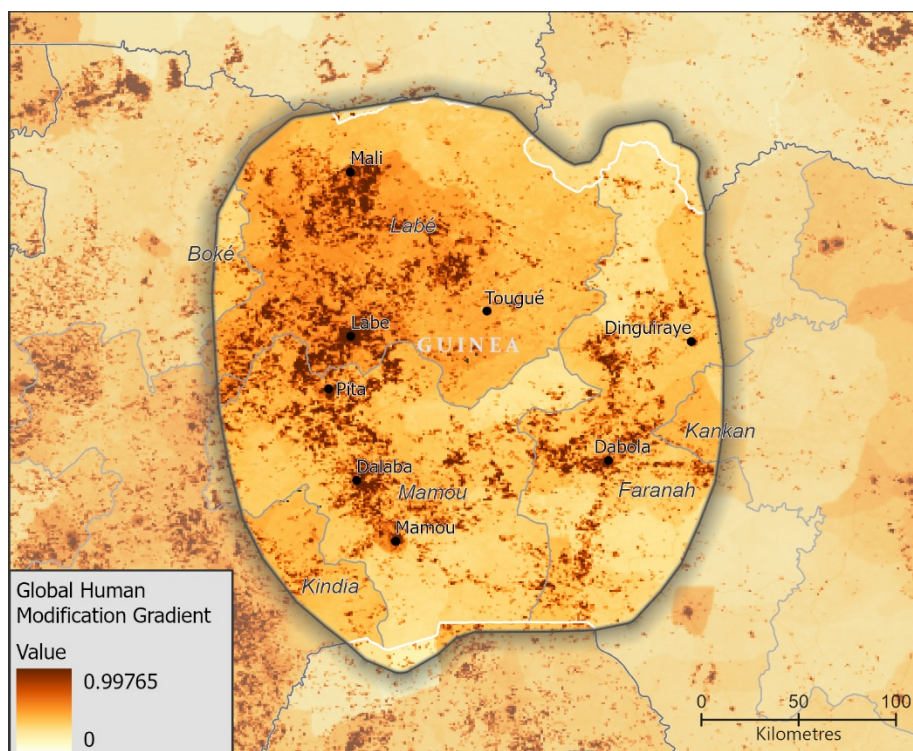 Mali
Labé
Boké
Tougué
Labe
Dinguiraye
GUINEA
Pita
Kankan
Dabola
Dalaba
Mamou
Faranah
Mamou
Kindia
Global Human
Modification Gradient
Value
0.99765
0
0 50 100
Kilometres